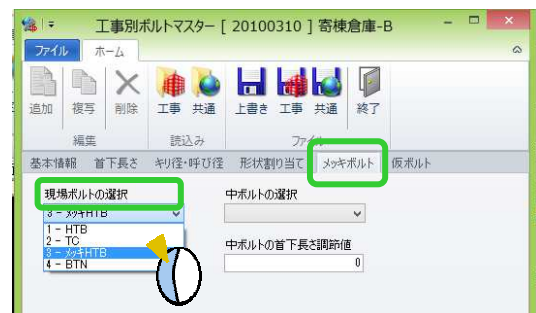 工事別ボルトマスター [ 20100310 ] 寄棟倉庫-B
ファイル ホーム
追加 複写 削除 工事 共通 上書き 工事 共通 終了
編集 読込み ファイル
基本情報 首下長さ キリ径・呼び径 形状割り当て メッキボルト 仮ボルト
現場ボルトの選択 中ボルトの選択
3 - メッキHTB
1 - HTB
2 - TC
3 - メッキHTB
4 - BTN
中ボルトの首下長さ調節値
0